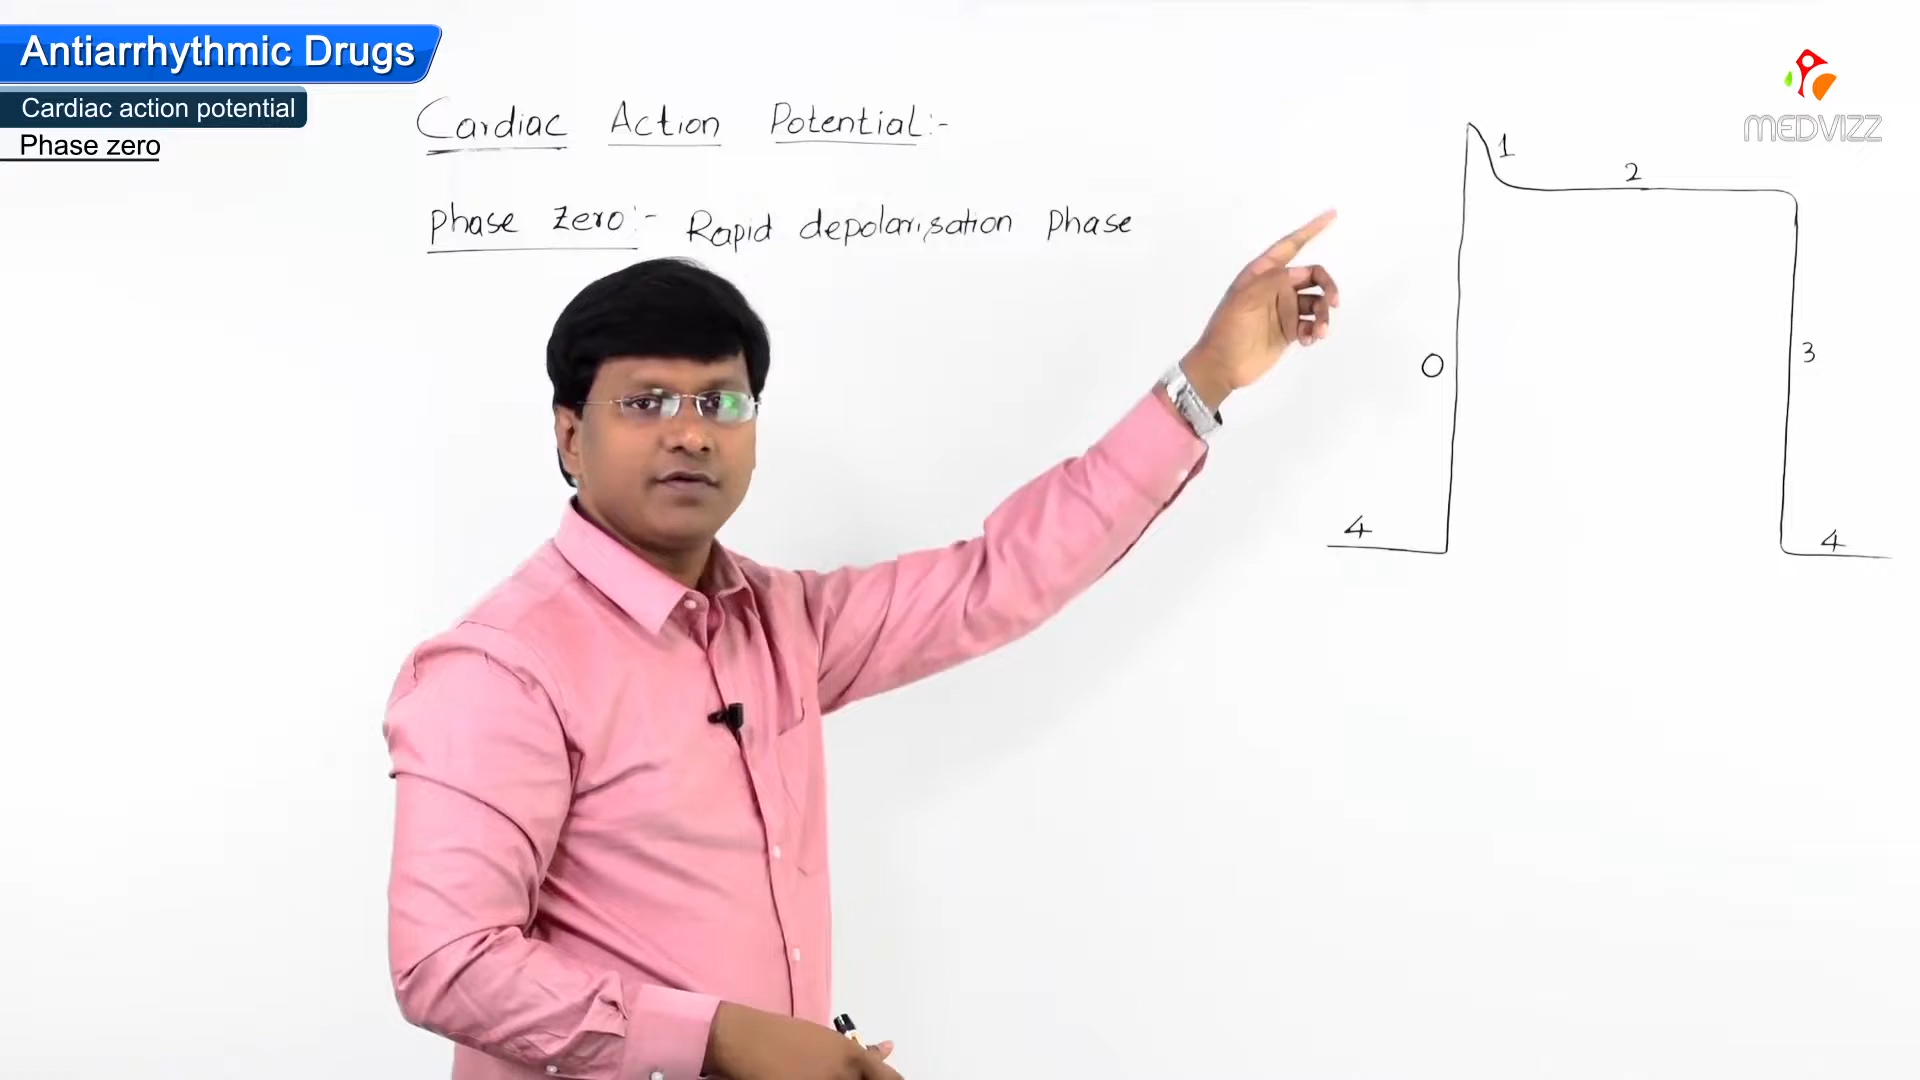 Antiarrhythmic Drugs
Cardiac action potential
Phase zero
MEDVIZZ
Cardiac Action Potential:-
Phase zero:- Rapid depolarisation Phase
1
2
0
3
4
4